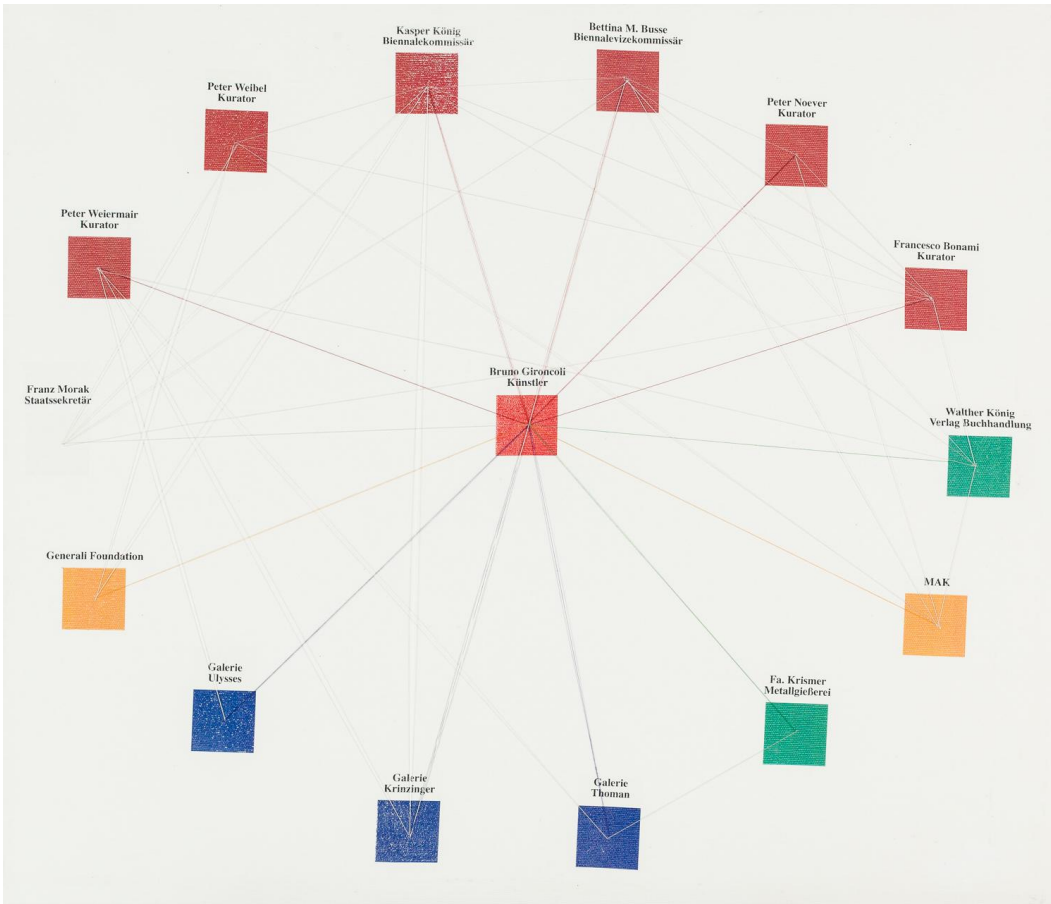 Kasper König
Biennalekommissär
Bettina M. Busse
Biennalevizekommissär
Peter Weibel
Kurator
Peter Noever
Kurator
Peter Weiermair
Kurator
Francesco Bonami
Kurator
Bruno Gironcoli
Künstler
Franz Morak
Staatssekretär
Walther König
Verlag Buchhandlung
Generali Foundation
MAK
Galerie
Ulysses
Fa. Krismer
Metallgießerei
Galerie
Krinzinger
Galerie
Thoman